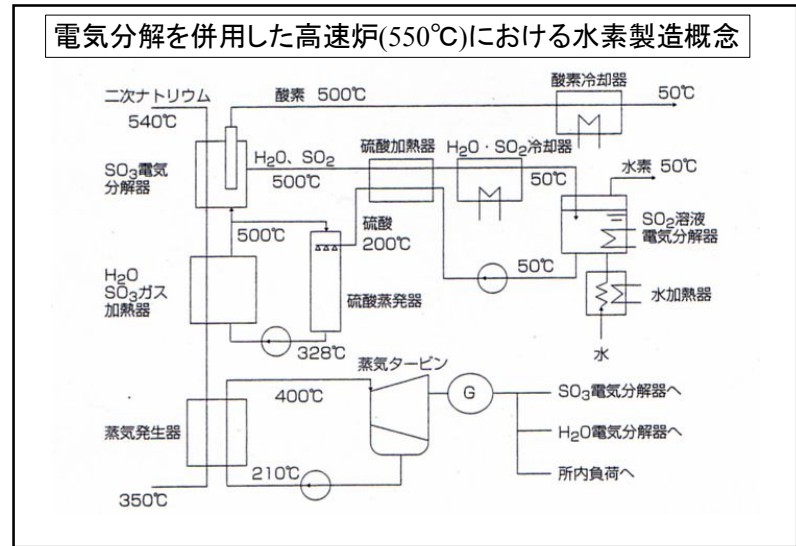 電気分解を併用した高速炉(550℃)における水素製造概念
二次ナトリウム
540℃
酸素 500℃
酸素冷却器
50℃
SO3電気
分解器
H2O、SO2
500℃
硫酸加熱器
H2O・SO2冷却器
50℃
水素 50℃
SO2溶液
電気分解器
500℃
硫酸
200℃
50℃
H2O
SO3ガス
加熱器
硫酸蒸発器
水加熱器
328℃
水
蒸気タービン
400℃
G
SO3電気分解器へ
H2O電気分解器へ
蒸気発生器
210℃
所内負荷へ
350℃